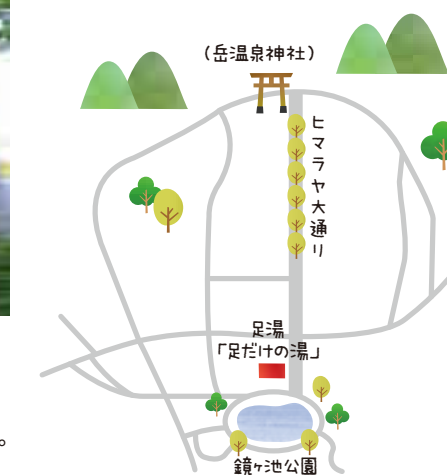 (岳温泉神社)
ヒマラヤ大通り
足湯
「足だけの湯」
鏡ヶ池公園
。